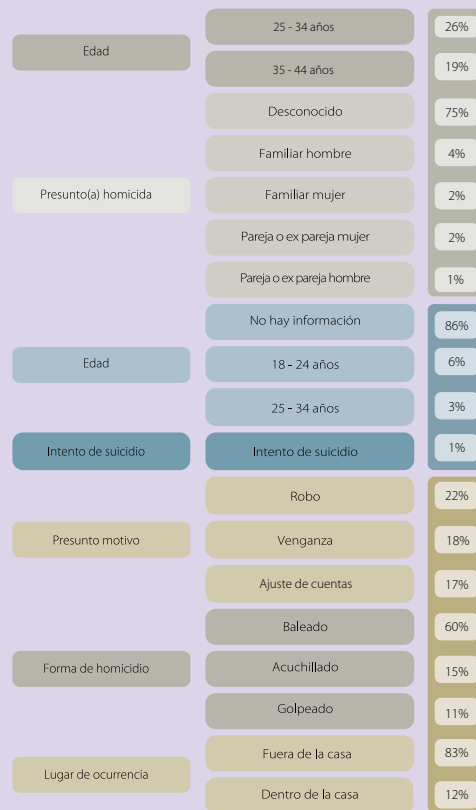 Edad
25 - 34 años 26%
35 - 44 años 19%
Presunto(a) homicida
Desconocido 75%
Familiar hombre 4%
Familiar mujer 2%
Pareja o ex pareja mujer 2%
Pareja o ex pareja hombre 1%
Edad
No hay información 86%
18 - 24 años 6%
25 - 34 años 3%
Intento de suicidio Intento de suicidio 1%
Presunto motivo
Robo 22%
Venganza 18%
Ajuste de cuentas 17%
Forma de homicidio
Baleado 60%
Acuchillado 15%
Golpeado 11%
Lugar de ocurrencia
Fuera de la casa 83%
Dentro de la casa 12%